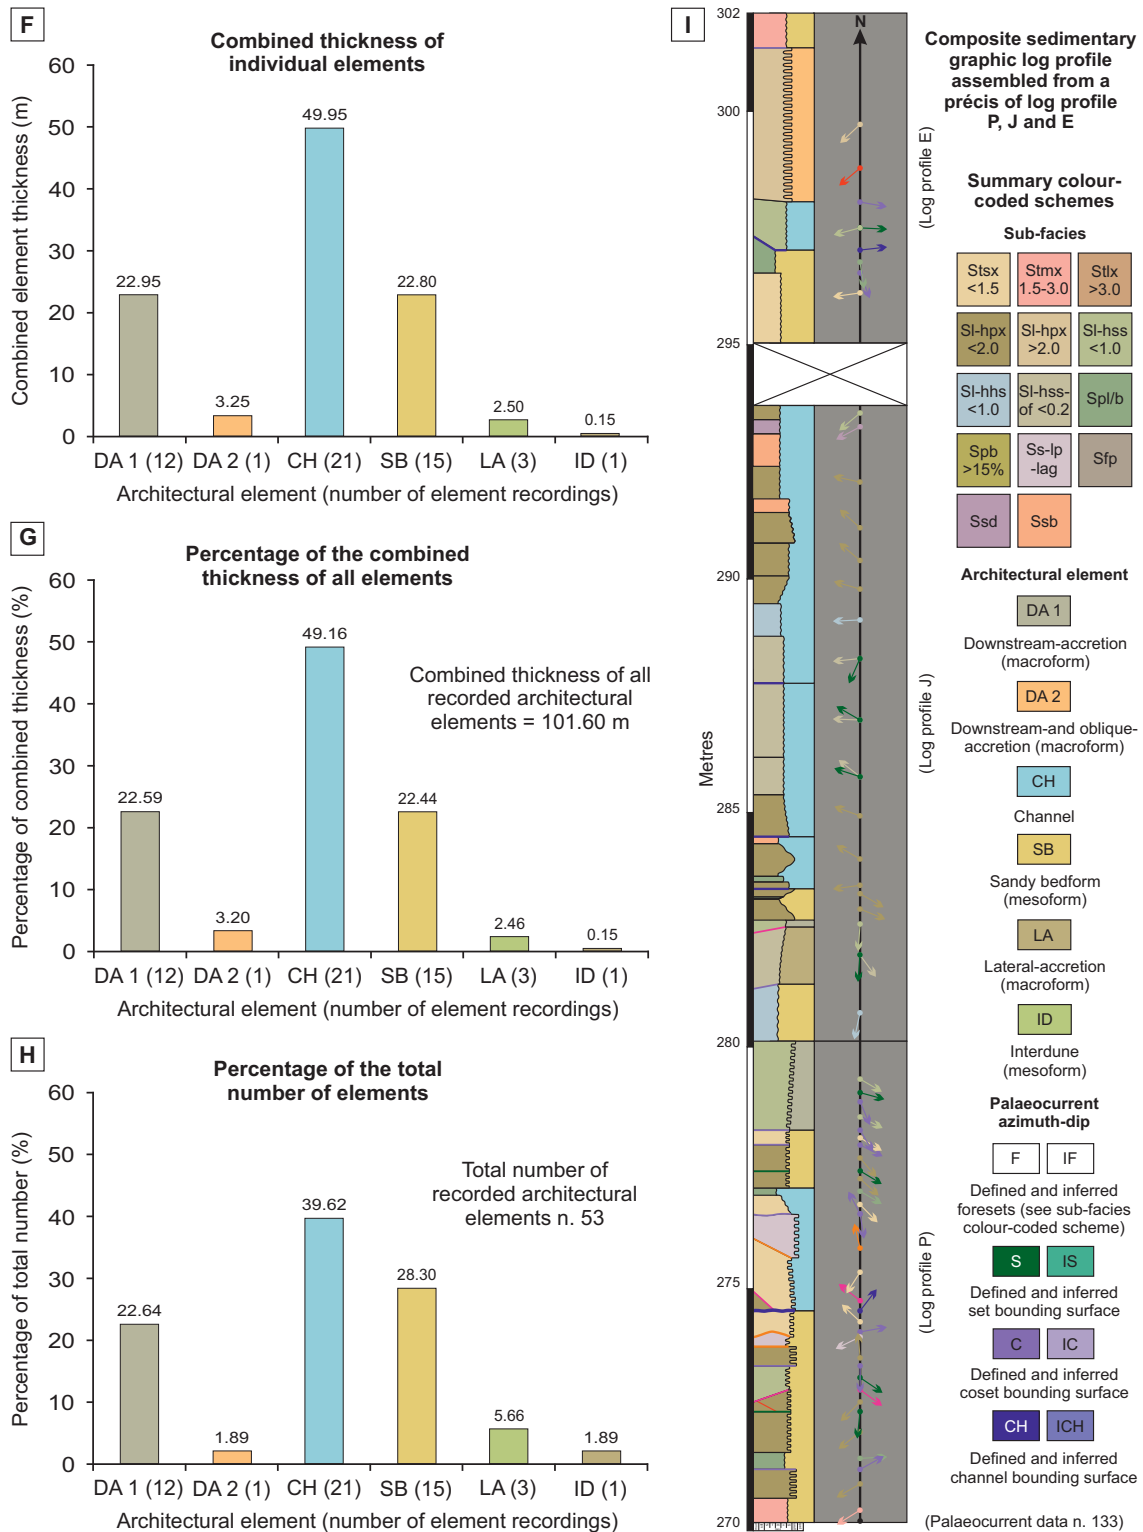 F
Combined thickness of
individual elements
Combined element thickness (m)
60
50
40
30
20
10
0
22.95
3.25
49.95
22.80
2.50
0.15
DA 1 (12) DA 2 (1) CH (21) SB (15) LA (3) ID (1)
Architectural element (number of element recordings)
G
Percentage of the combined
thickness of all elements
Percentage of combined thickness (%)
60
50
40
30
20
10
0
22.59
3.20
49.16
22.44
2.46
0.15
Combined thickness of all
recorded architectural
elements = 101.60 m
DA 1 (12) DA 2 (1) CH (21) SB (15) LA (3) ID (1)
Architectural element (number of element recordings)
H
Percentage of the total
number of elements
Percentage of total number (%)
60
50
40
30
20
10
0
22.64
1.89
39.62
28.30
5.66
1.89
Total number of
recorded architectural
elements n. 53
DA 1 (12) DA 2 (1) CH (21) SB (15) LA (3) ID (1)
Architectural element (number of element recordings)
I
302
300
295
290
285
280
275
270
Metres
N
(Log profile E)
(Log profile J)
(Log profile P)
Composite sedimentary
graphic log profile
assembled from a
précis of log profile
P, J and E
Summary colour-
coded schemes
Sub-facies
Stsx
<1.5
Stmx
1.5-3.0
Stlx
>3.0
Sl-hpx
<2.0
Sl-hpx
>2.0
Sl-hss
<1.0
Sl-hhs
<1.0
Sl-hss-
of <0.2
Spl/b
Spb
>15%
Ss-lp
-lag
Sfp
Ssd
Ssb
Architectural element
DA 1
Downstream-accretion
(macroform)
DA 2
Downstream-and oblique-
accretion (macroform)
CH
Channel
SB
Sandy bedform
(mesoform)
LA
Lateral-accretion
(macroform)
ID
Interdune
(mesoform)
Palaeocurrent
azimuth-dip
F IF
Defined and inferred
foresets (see sub-facies
colour-coded scheme)
S IS
Defined and inferred
set bounding surface
C IC
Defined and inferred
coset bounding surface
CH ICH
Defined and inferred
channel bounding surface
(Palaeocurrent data n. 133)